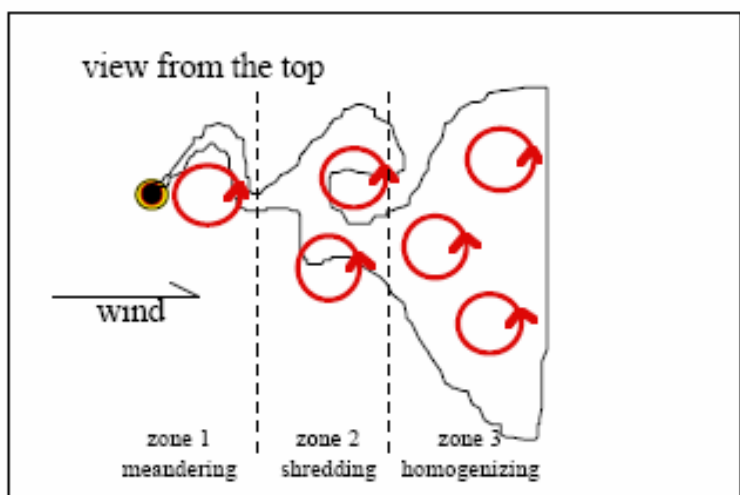 view from the top
wind
zone 1
meandering
zone 2
shredding
zone 3
homogenizing